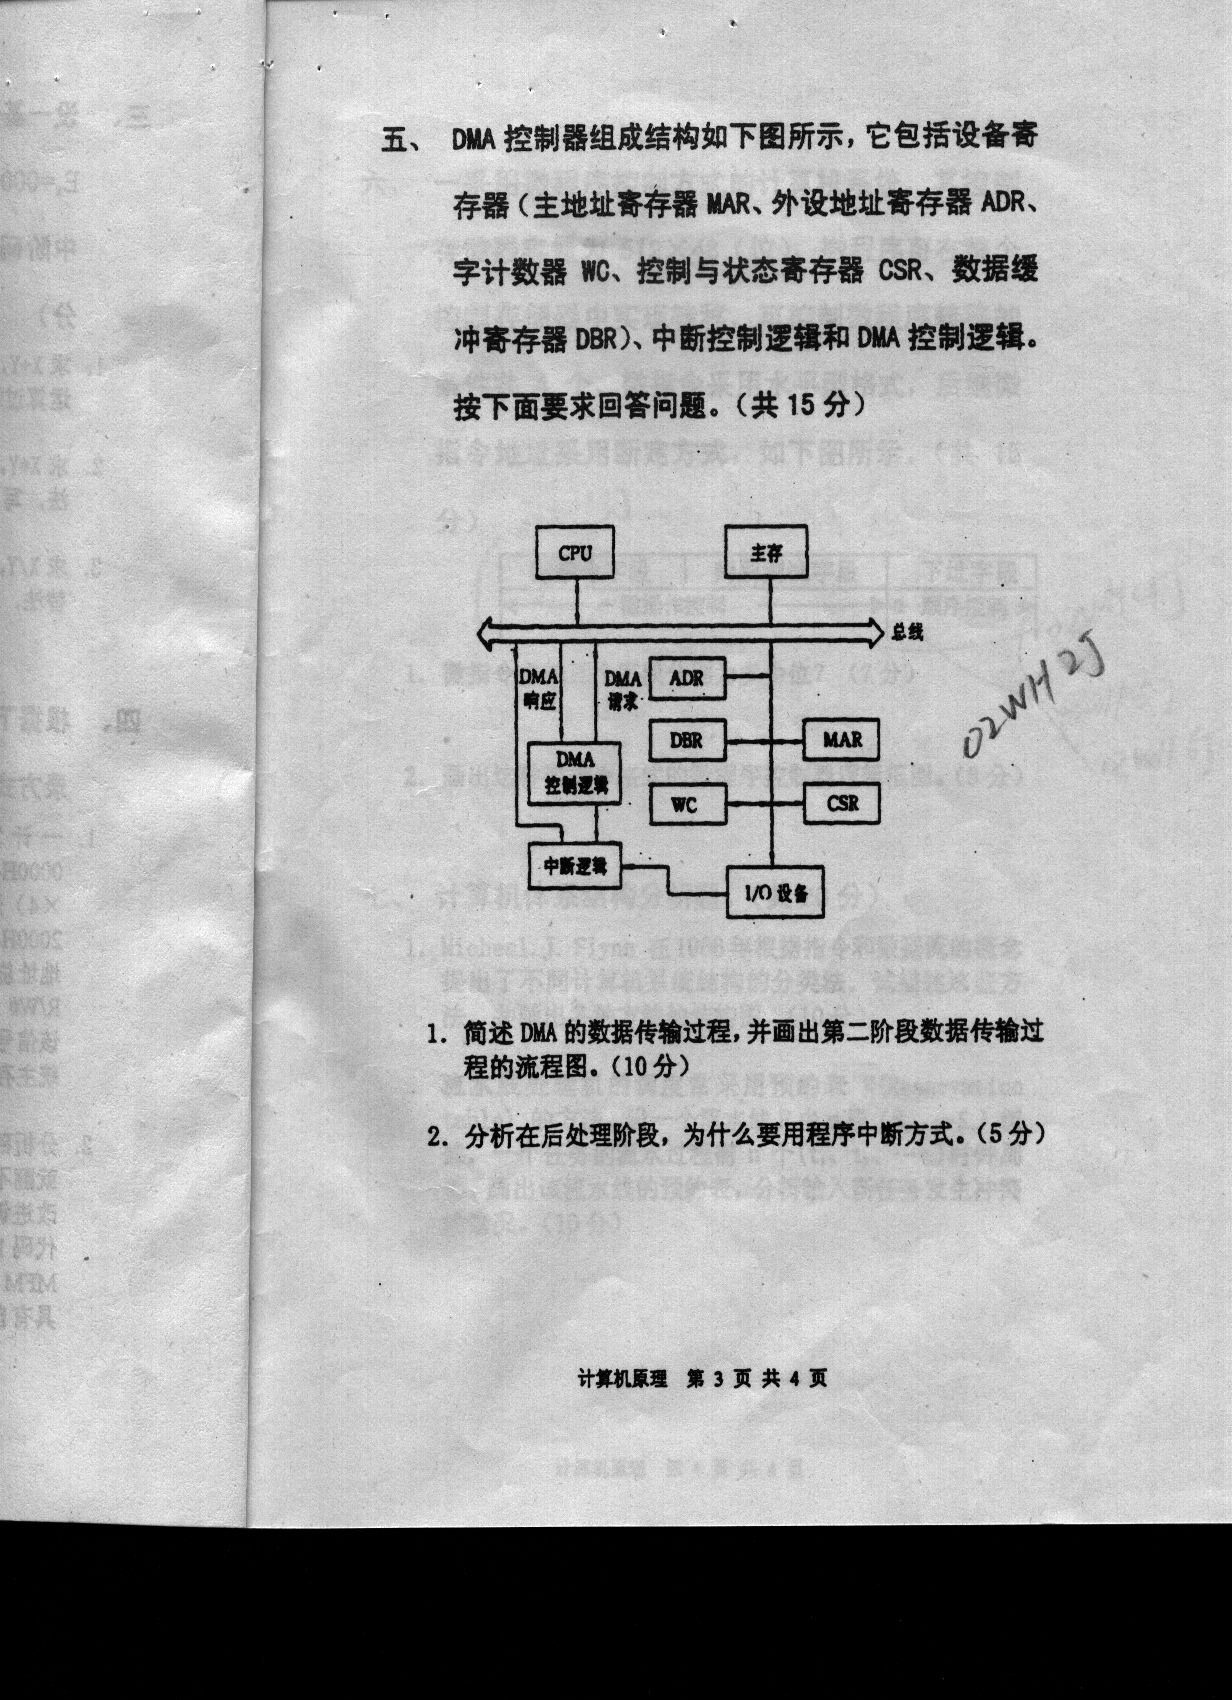 五、 DMA 控制器组成结构如下图所示，它包括设备寄
存器（主地址寄存器 MAR、外设地址寄存器 ADR、
字计数器 WC、控制与状态寄存器 CSR、数据缓
冲寄存器 DBR）、中断控制逻辑和 DMA 控制逻辑。
按下面要求回答问题。（共 15 分）
CPU
主存
总线
DMA
响应
DMA
请求
ADR
DBR
MAR
DMA
控制逻辑
WC
CSR
中断逻辑
I/O 设备
02WH2J
1. 简述 DMA 的数据传输过程，并画出第二阶段数据传输过
程的流程图。（10 分）
2. 分析在后处理阶段，为什么要用程序中断方式。（5 分）
计算机原理 第 3 页 共 4 页